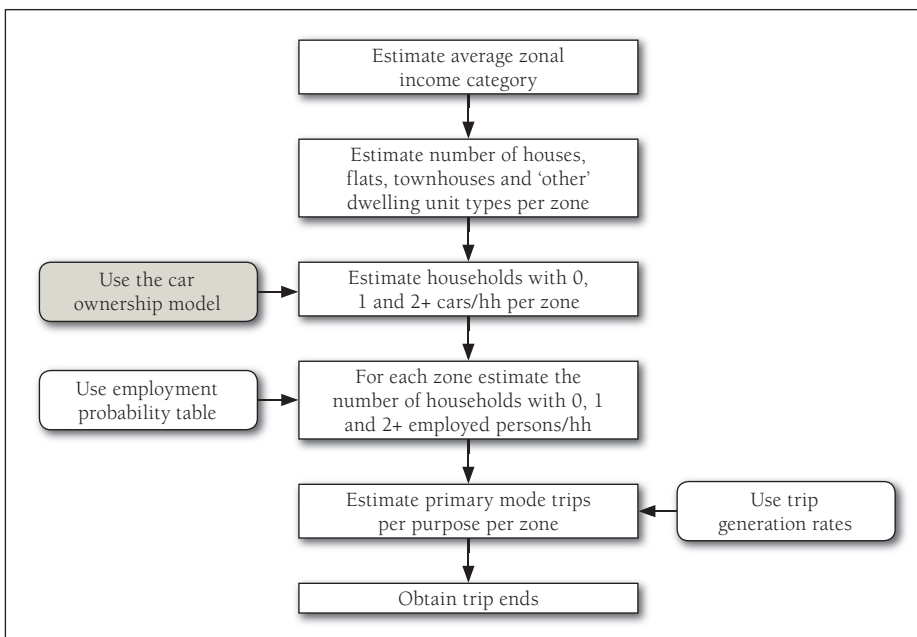 Estimate average zonal
income category
Estimate number of houses,
flats, townhouses and ‘other’
dwelling unit types per zone
Use the car
ownership model
Estimate households with 0,
1 and 2+ cars/hh per zone
Use employment
probability table
For each zone estimate the
number of households with 0, 1
and 2+ employed persons/hh
Estimate primary mode trips
per purpose per zone
Use trip
generation rates
Obtain trip ends